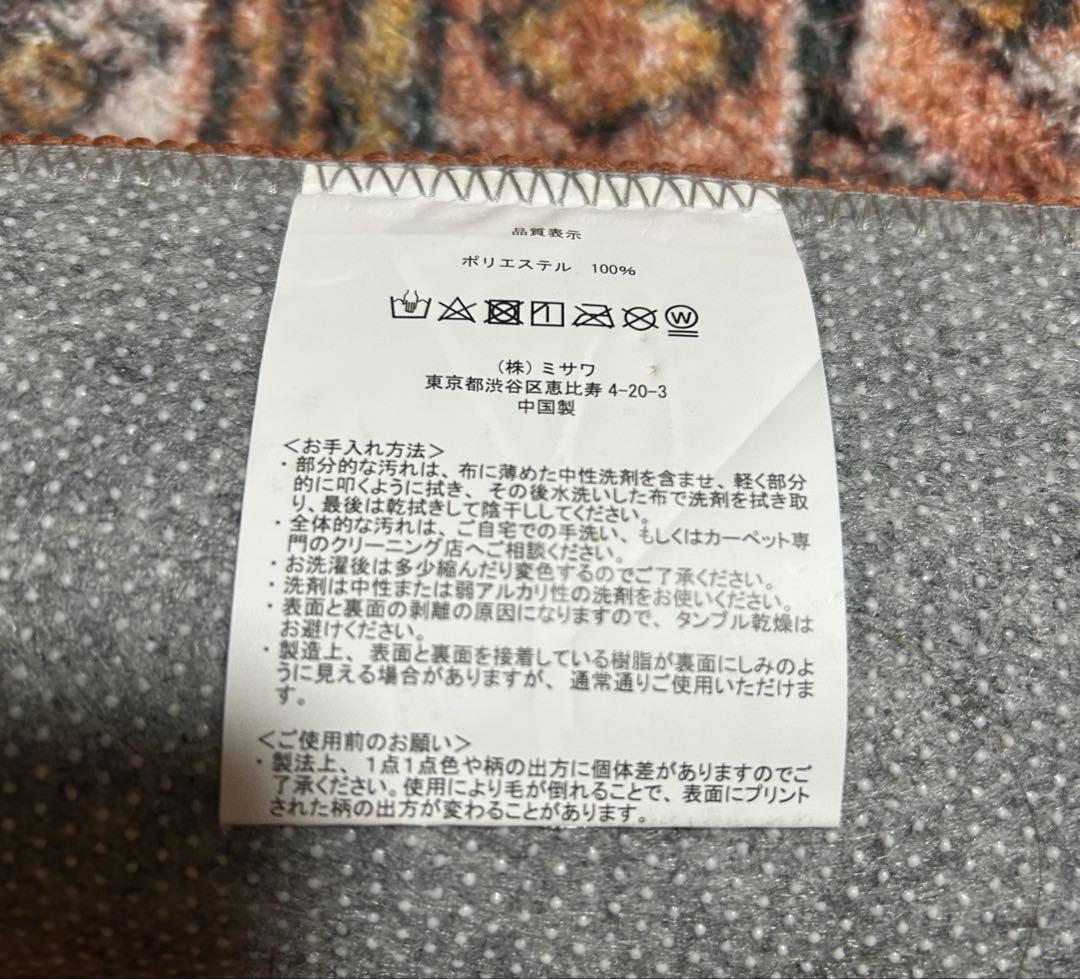 品質表示
ポリエステル 100%
W
(株)ミサワ
東京都渋谷区恵比寿 4-20-3
中国製
<お手入れ方法>
・部分的な汚れは、布に薄めた中性洗剤を含ませ、軽く部分
的に叩くように拭き、その後水洗いした布で洗剤を拭き取
り、最後は乾拭きして陰干ししてください。
・全体的な汚れは、ご自宅での手洗い、もしくはカーペット専
門のクリーニング店へご相談ください。
・お洗濯後は多少縮んだり変色するのでご了承ください。
・洗剤は中性または弱アルカリ性の洗剤をお使いください。
・表面と裏面の剥離の原因になりますので、タンブル乾燥は
お避けください。
・製造上、表面と裏面を接着している樹脂が裏面にしみのよ
うに見える場合がありますが、通常通りご使用いただけま
す。
<ご使用前のお願い>
・製法上、1点1点色や柄の出方に個体差がありますのでご
了承ください。使用により毛が倒れることで、表面にプリント
された柄の出方が変わることがあります。